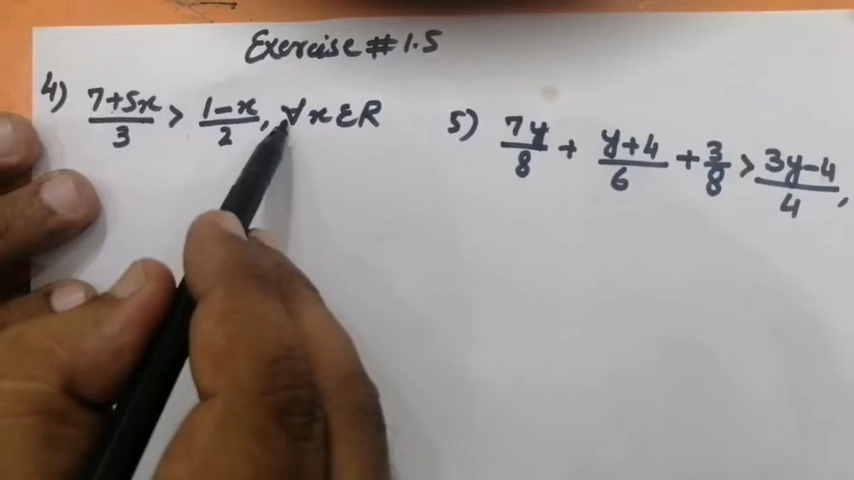 Exercise #1.5
4) (7+5x)/3 > (1-x)/2, ∀ x ε R
5) 7y/8 + (y+4)/6 + 3/8 > (3y-4)/4,